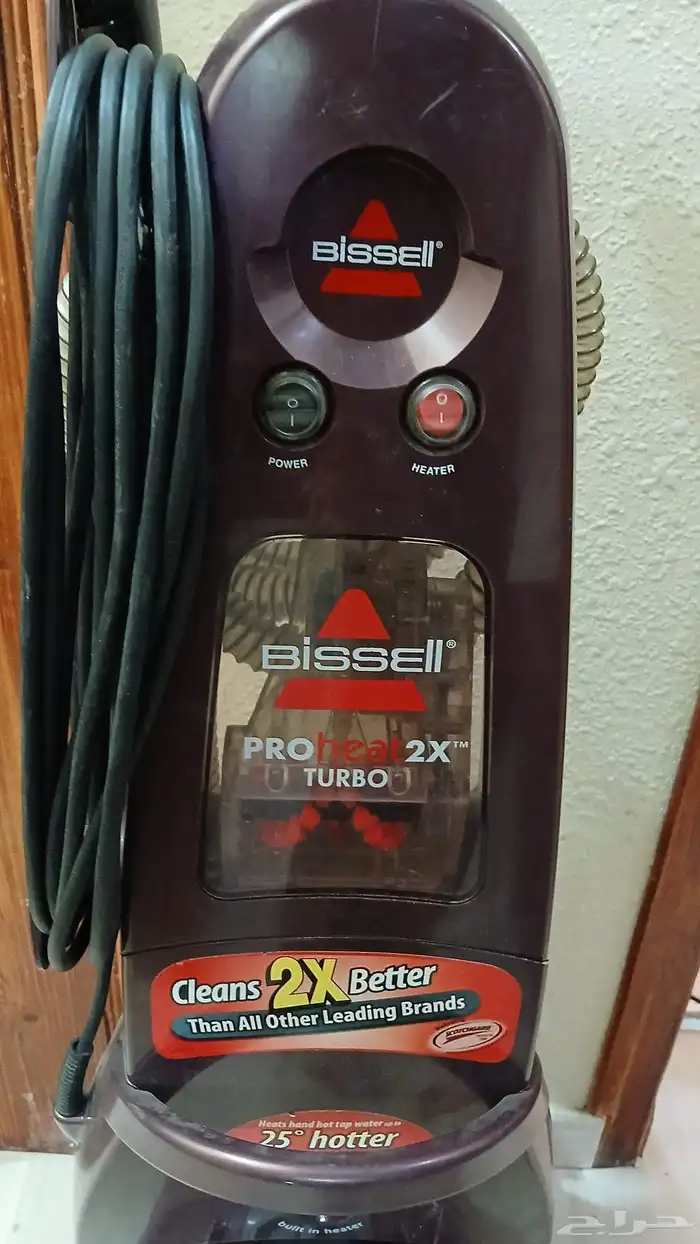 BISSELL®
O
I
POWER
O
I
HEATER
BISSELL®
PROheat2X™
TURBO
Cleans 2X Better
Than All Other Leading Brands
SCOTCHGARD
Heats hand hot tap water up to
25° hotter
built in heater
حراج